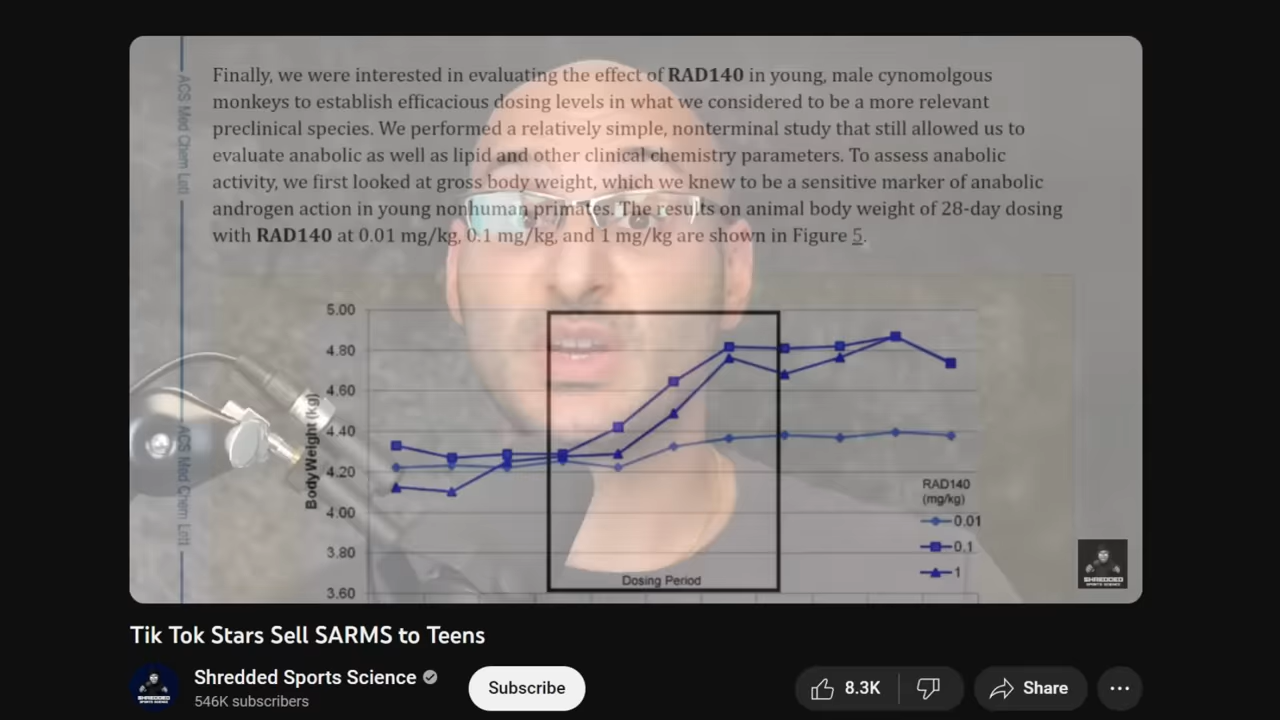 Finally, we were interested in evaluating the effect of RAD140 in young, male cynomolgous
monkeys to establish efficacious dosing levels in what we considered to be a more relevant
preclinical species. We performed a relatively simple, nonterminal study that still allowed us to
evaluate anabolic as well as lipid and other clinical chemistry parameters. To assess anabolic
activity, we first looked at gross body weight, which we knew to be a sensitive marker of anabolic
androgen action in young nonhuman primates. The results on animal body weight of 28-day dosing
with RAD140 at 0.01 mg/kg, 0.1 mg/kg, and 1 mg/kg are shown in Figure 5.
ACS Med Chem Lett
ACS Med Chem Lett
5.00
4.80
4.60
4.40
4.20
4.00
3.80
3.60
Body Weight (kg)
Dosing Period
RAD140
(mg/kg)
0.01
0.1
1
SHREDDED
SPORTS SCIENCE
Tik Tok Stars Sell SARMS to Teens
SHREDDED
SPORTS SCIENCE
Shredded Sports Science
546K subscribers
Subscribe
8.3K
Share